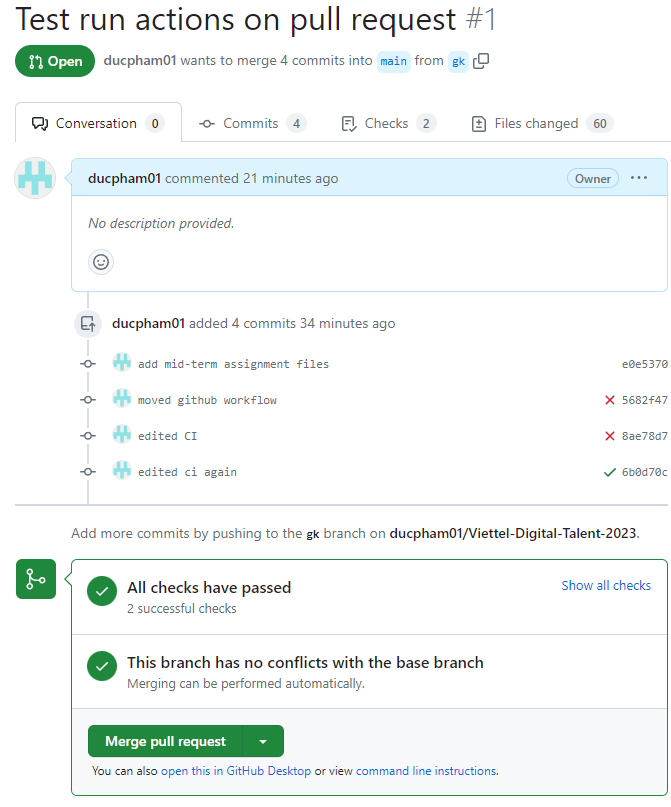 Test run actions on pull request #1
Open ducpham01 wants to merge 4 commits into main from gk
Conversation 0 Commits 4 Checks 2 Files changed 60
ducpham01 commented 21 minutes ago Owner ...
No description provided.
ducpham01 added 4 commits 34 minutes ago
add mid-term assignment files e0e5370
moved github workflow 5682f47
edited CI 8ae78d7
edited ci again 6b0d70c
Add more commits by pushing to the gk branch on ducpham01/Viettel-Digital-Talent-2023.
All checks have passed Show all checks
2 successful checks
This branch has no conflicts with the base branch
Merging can be performed automatically.
Merge pull request
You can also open this in GitHub Desktop or view command line instructions.